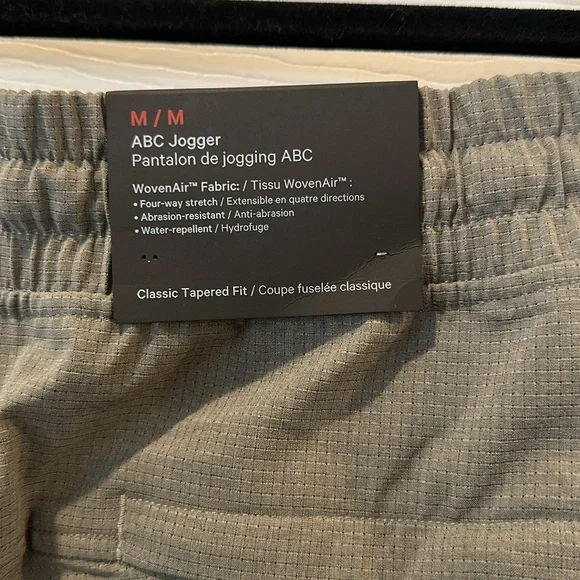 M / M
ABC Jogger
Pantalon de jogging ABC
WovenAir™ Fabric: / Tissu WovenAir™ :
• Four-way stretch / Extensible en quatre directions
• Abrasion-resistant / Anti-abrasion
• Water-repellent / Hydrofuge
Classic Tapered Fit / Coupe fuselée classique